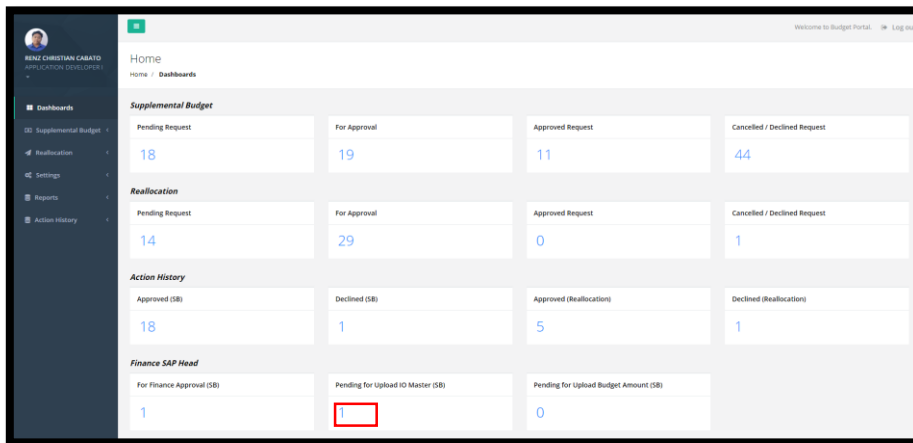 Welcome to Budget Portal. Log ou
RENZ CHRISTIAN CABATO
APPLICATION DEVELOPER I
Home
Home / Dashboards
Dashboards
Supplemental Budget
Reallocation
Settings
Reports
Action History
Supplemental Budget
Pending Request For Approval Approved Request Cancelled / Declined Request
18 19 11 44
Reallocation
Pending Request For Approval Approved Request Cancelled / Declined Request
14 29 0 1
Action History
Approved (SB) Declined (SB) Approved (Reallocation) Declined (Reallocation)
18 1 5 1
Finance SAP Head
For Finance Approval (SB) Pending for Upload IO Master (SB) Pending for Upload Budget Amount (SB)
1 1 0